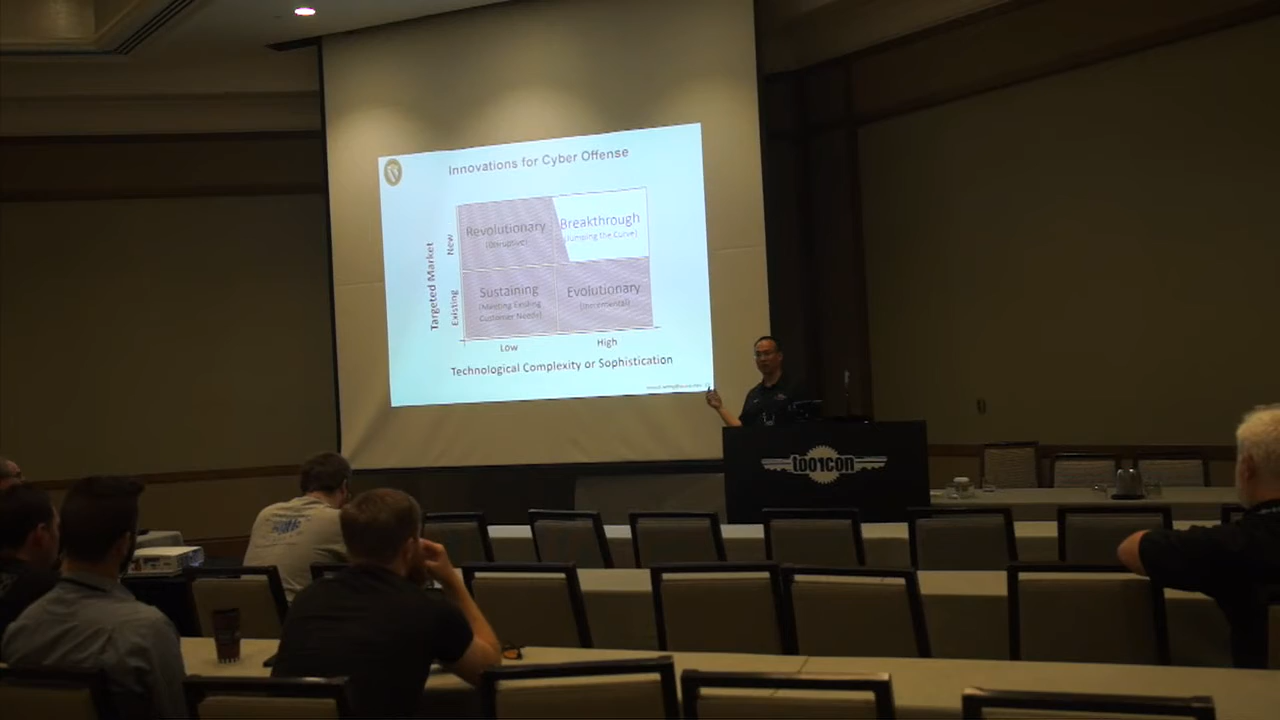 Innovations for Cyber Offense
Targeted Market
New
Existing
Revolutionary
(Disruptive)
Breakthrough
(Jumping the Curve)
Sustaining
(Meeting Existing
Customer Needs)
Evolutionary
(Incremental)
Low
High
Technological Complexity or Sophistication
too1con